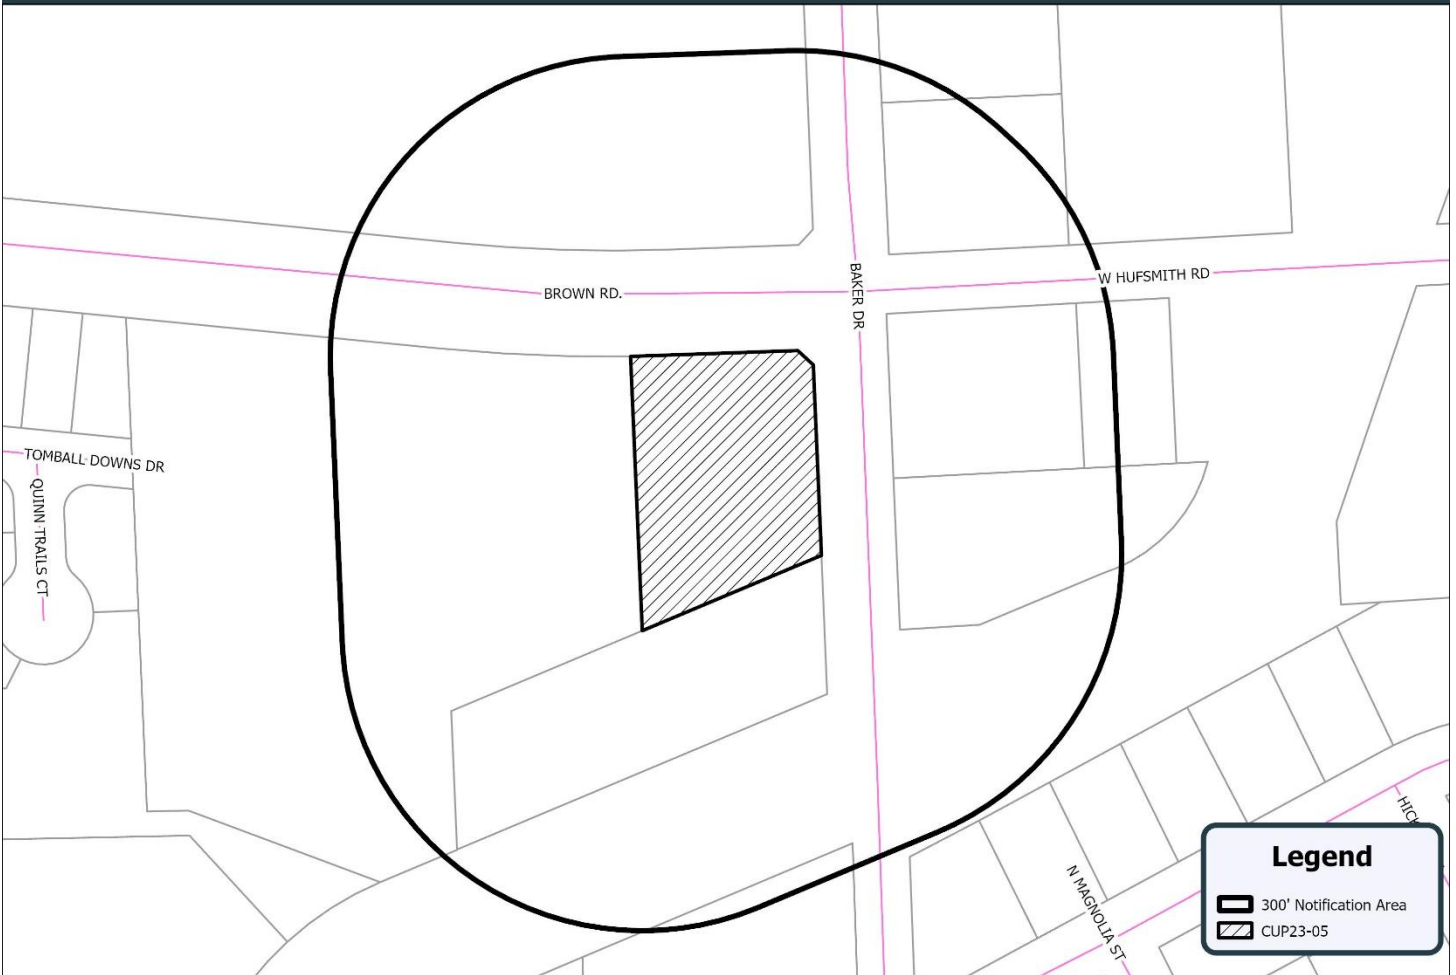 BROWN RD.
BAKER DR
W HUFSMITH RD
TOMBALL DOWNS DR
QUINN TRAILS CT
N MAGNOLIA ST
HICK
Legend
300' Notification Area
CUP23-05